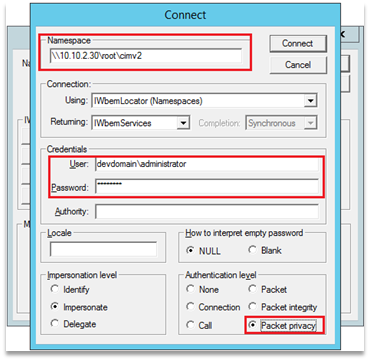 Connect
Namespace
\\10.10.2.30\root\cimv2
Connect
Cancel
Connection:
Using: IWbemLocator (Namespaces)
Returning: IWbemServices Completion: Synchronous
Credentials
User: devdomain\administrator
Password: ********
Authority:
Locale
How to interpret empty password
NULL Blank
Impersonation level
Identify
Impersonate
Delegate
Authentication level
None Packet
Connection Packet integrity
Call Packet privacy